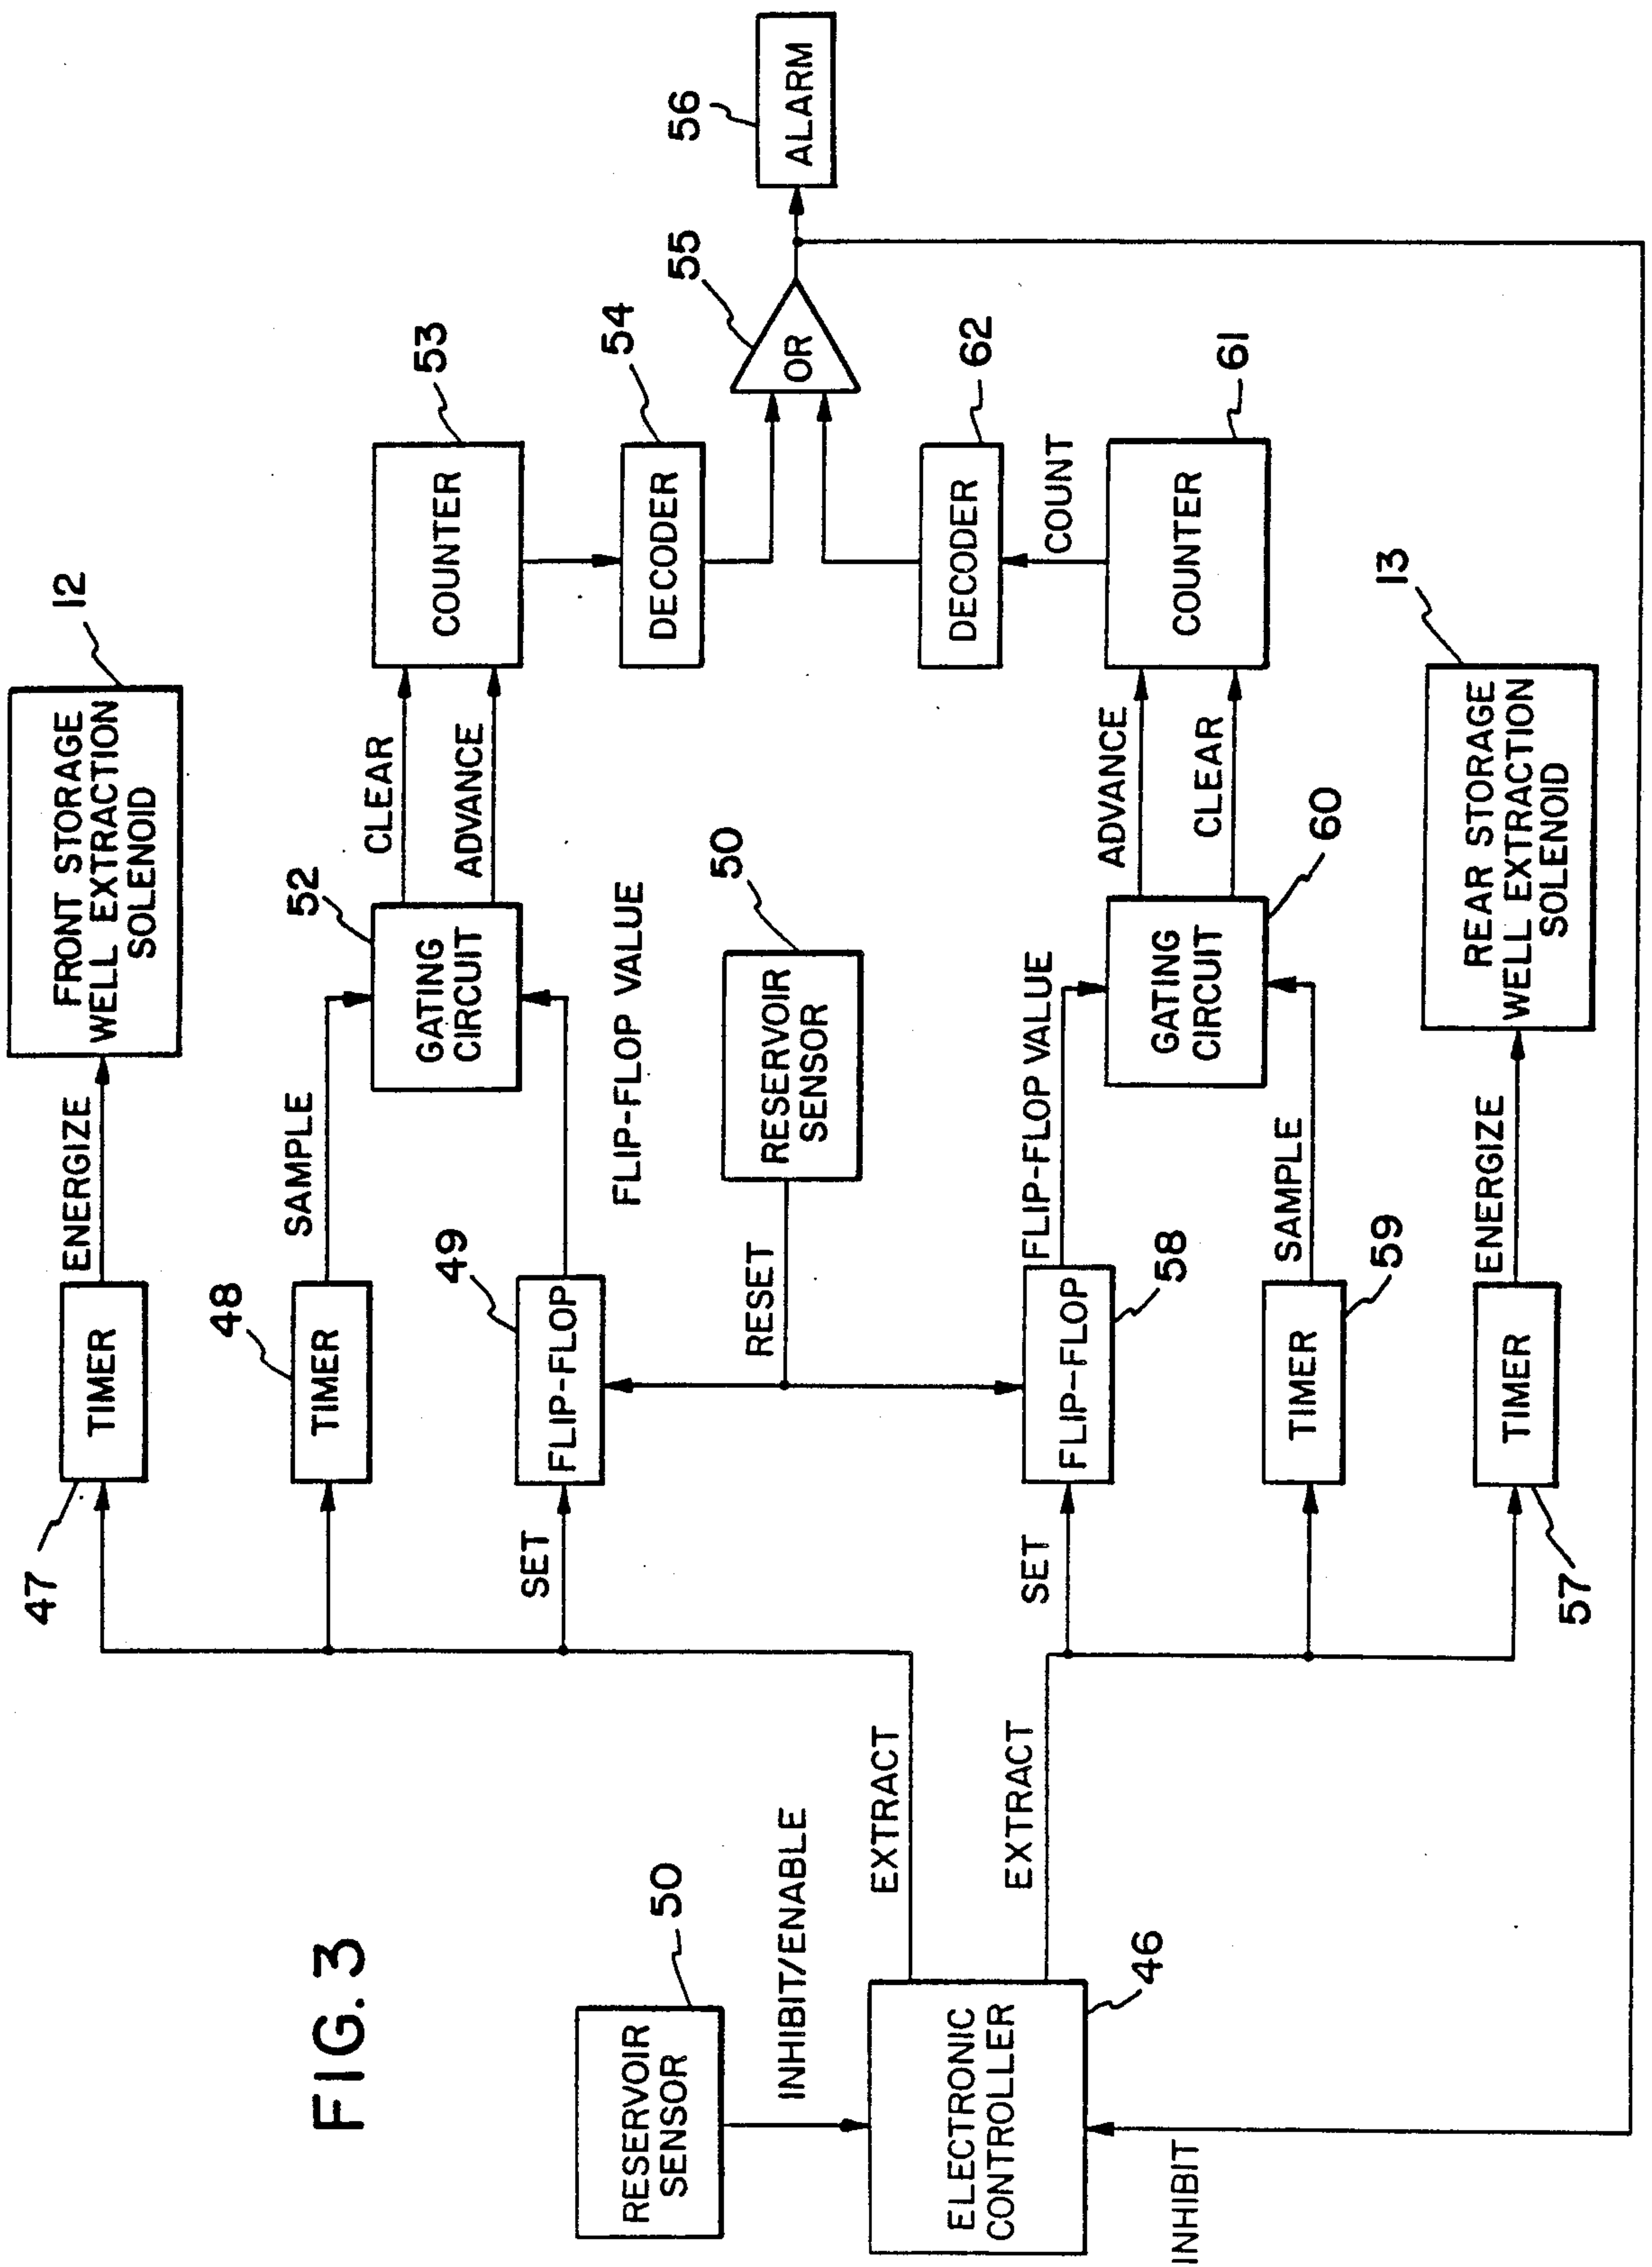 FIG. 3
47
TIMER
ENERGIZE
FRONT STORAGE
WELL EXTRACTION
SOLENOID
12
48
TIMER
SAMPLE
52
GATING
CIRCUIT
CLEAR
ADVANCE
COUNTER
53
SET
FLIP-FLOP
49
FLIP-FLOP VALUE
DECODER
54
RESERVOIR
SENSOR
50
INHIBIT/ENABLE
RESET
RESERVOIR
SENSOR
50
OR
55
ALARM
56
ELECTRONIC
CONTROLLER
46
EXTRACT
EXTRACT
INHIBIT
SET
FLIP-FLOP
58
FLIP-FLOP VALUE
GATING
CIRCUIT
60
ADVANCE
CLEAR
COUNTER
61
COUNT
DECODER
62
TIMER
59
SAMPLE
57
TIMER
ENERGIZE
REAR STORAGE
WELL EXTRACTION
SOLENOID
13